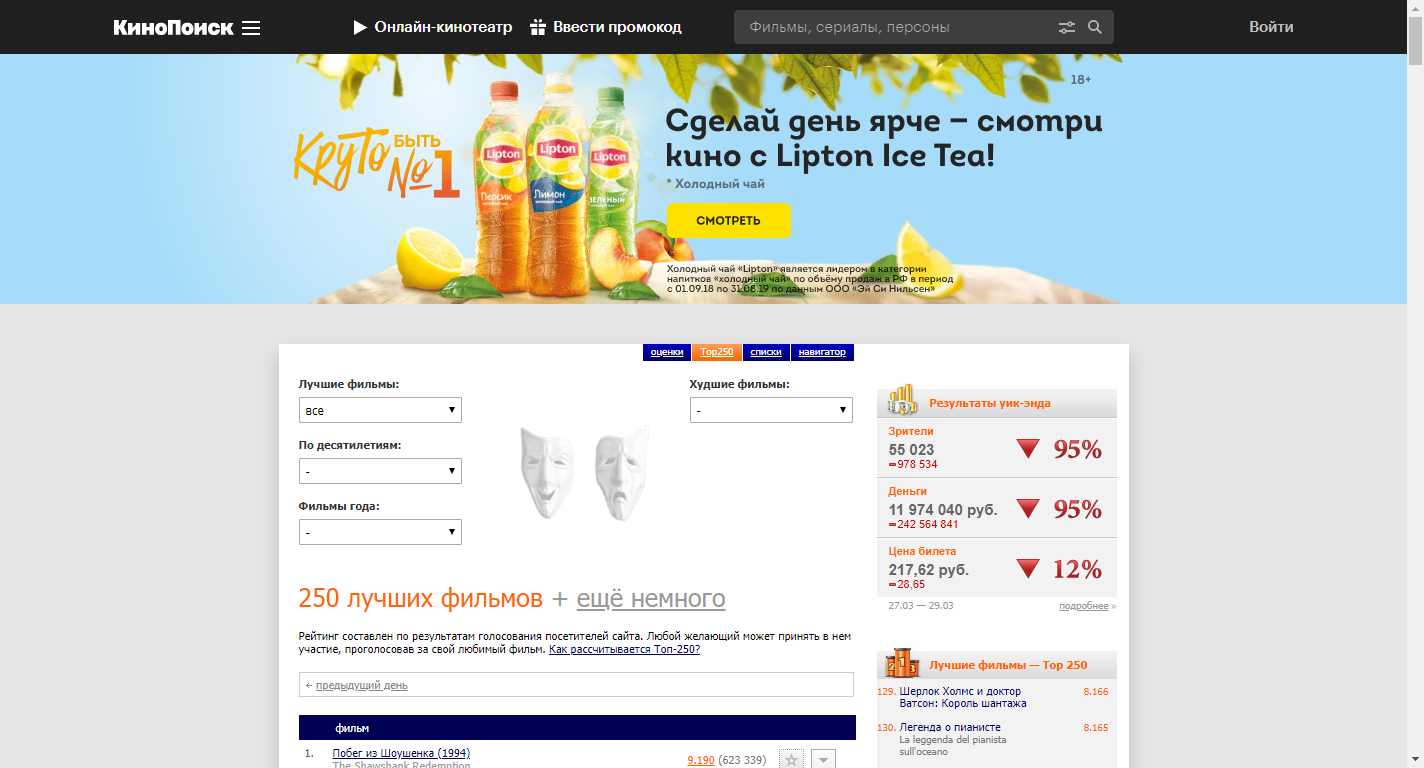 КиноПоиск
Онлайн-кинотеатр
Ввести промокод
Фильмы, сериалы, персоны
Войти
18+
Круто БЫТЬ №1
Lipton
Персик
холодный чай
Lipton
Лимон
холодный чай
Lipton
ЗЕЛЁНЫЙ
холодный чай
Сделай день ярче – смотри
кино с Lipton Ice Tea!
* Холодный чай
СМОТРЕТЬ
Холодный чай «Lipton» является лидером в категории
напитков «холодный чай» по объёму продаж в РФ в период
с 01.09.18 по 31.08.19 по данным ООО «Эй Си Нильсен»
оценки Top250 списки навигатор
Лучшие фильмы:
все
По десятилетиям:
-
Фильмы года:
-
Худшие фильмы:
-
250 лучших фильмов + ещё немного
Рейтинг составлен по результатам голосования посетителей сайта. Любой желающий может принять в нем
участие, проголосовав за свой любимый фильм. Как рассчитывается Топ-250?
← предыдущий день
фильм
1. Побег из Шоушенка (1994) 9.190 (623 339)
The Shawshank Redemption
Результаты уик-энда
Зрители
55 023 95%
978 534
Деньги
11 974 040 руб. 95%
242 564 841
Цена билета
217,62 руб. 12%
28,65
27.03 — 29.03 подробнее »
Лучшие фильмы — Top 250
129. Шерлок Холмс и доктор 8.166
Ватсон: Король шантажа
130. Легенда о пианисте 8.165
La leggenda del pianista
sull'oceano